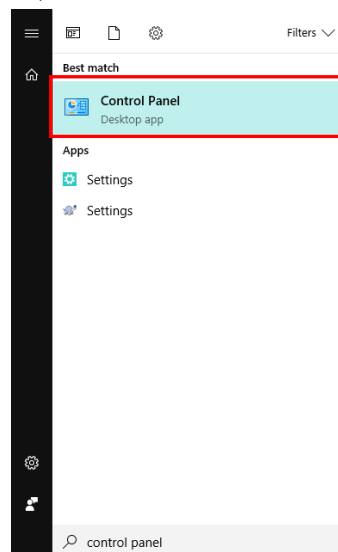 Filters
Best match
Control Panel
Desktop app
Apps
Settings
Settings
control panel